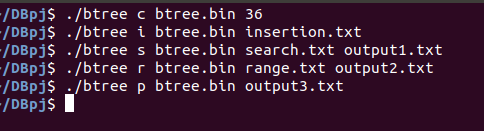 ~/DBpj$ ./btree c btree.bin 36
~/DBpj$ ./btree i btree.bin insertion.txt
~/DBpj$ ./btree s btree.bin search.txt output1.txt
~/DBpj$ ./btree r btree.bin range.txt output2.txt
~/DBpj$ ./btree p btree.bin output3.txt
~/DBpj$